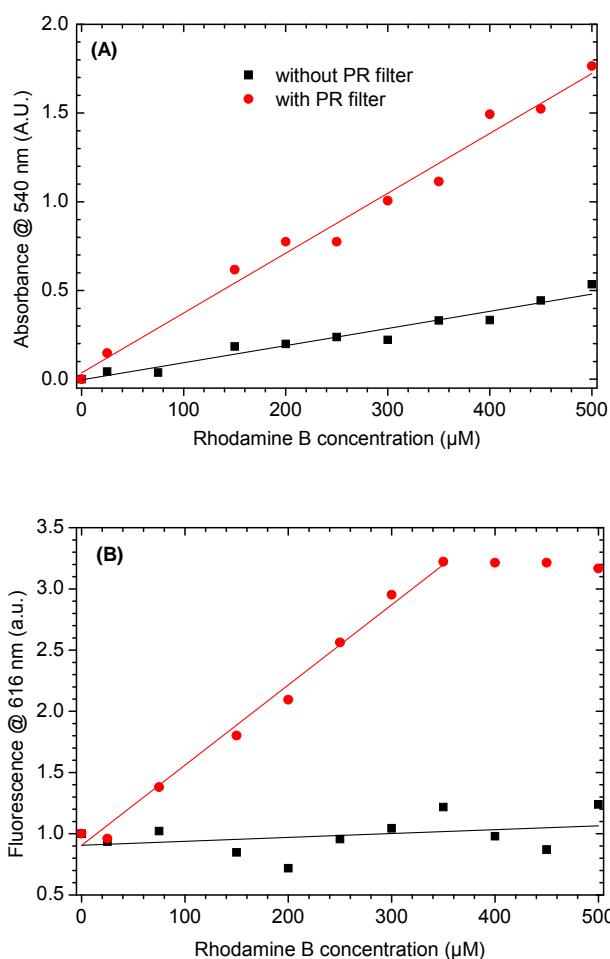 (A)
2.0
without PR filter
with PR filter
1.5
1.0
0.5
0.0
Absorbance @ 540 nm (A.U.)
0 100 200 300 400 500
Rhodamine B concentration (µM)
(B)
3.5
3.0
2.5
2.0
1.5
1.0
0.5
Fluorescence @ 616 nm (a.u.)
0 100 200 300 400 500
Rhodamine B concentration (µM)